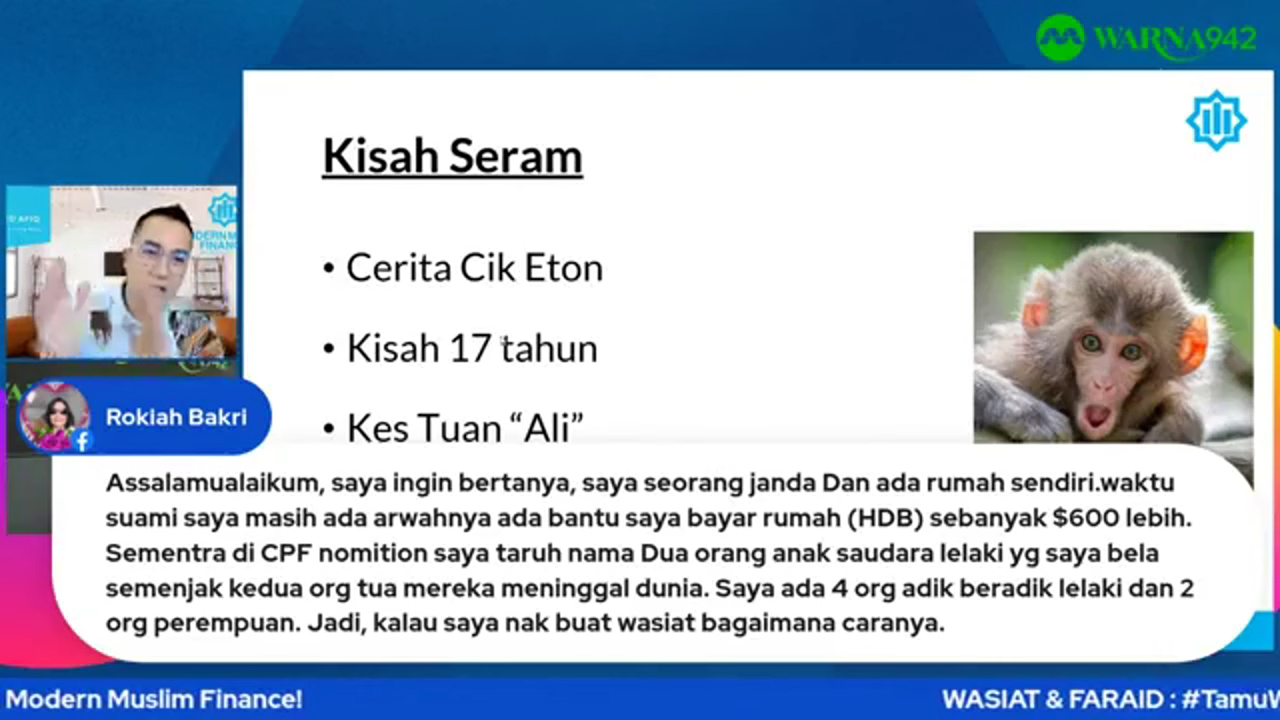 WARNA942
Kisah Seram
• Cerita Cik Eton
• Kisah 17 tahun
• Kes Tuan “Ali”
Rokiah Bakri
Assalamualaikum, saya ingin bertanya, saya seorang janda Dan ada rumah sendiri.waktu
suami saya masih ada arwahnya ada bantu saya bayar rumah (HDB) sebanyak $600 lebih.
Sementra di CPF nomition saya taruh nama Dua orang anak saudara lelaki yg saya bela
semenjak kedua org tua mereka meninggal dunia. Saya ada 4 org adik beradik lelaki dan 2
org perempuan. Jadi, kalau saya nak buat wasiat bagaimana caranya.
Modern Muslim Finance!
WASIAT & FARAID : #TamuW